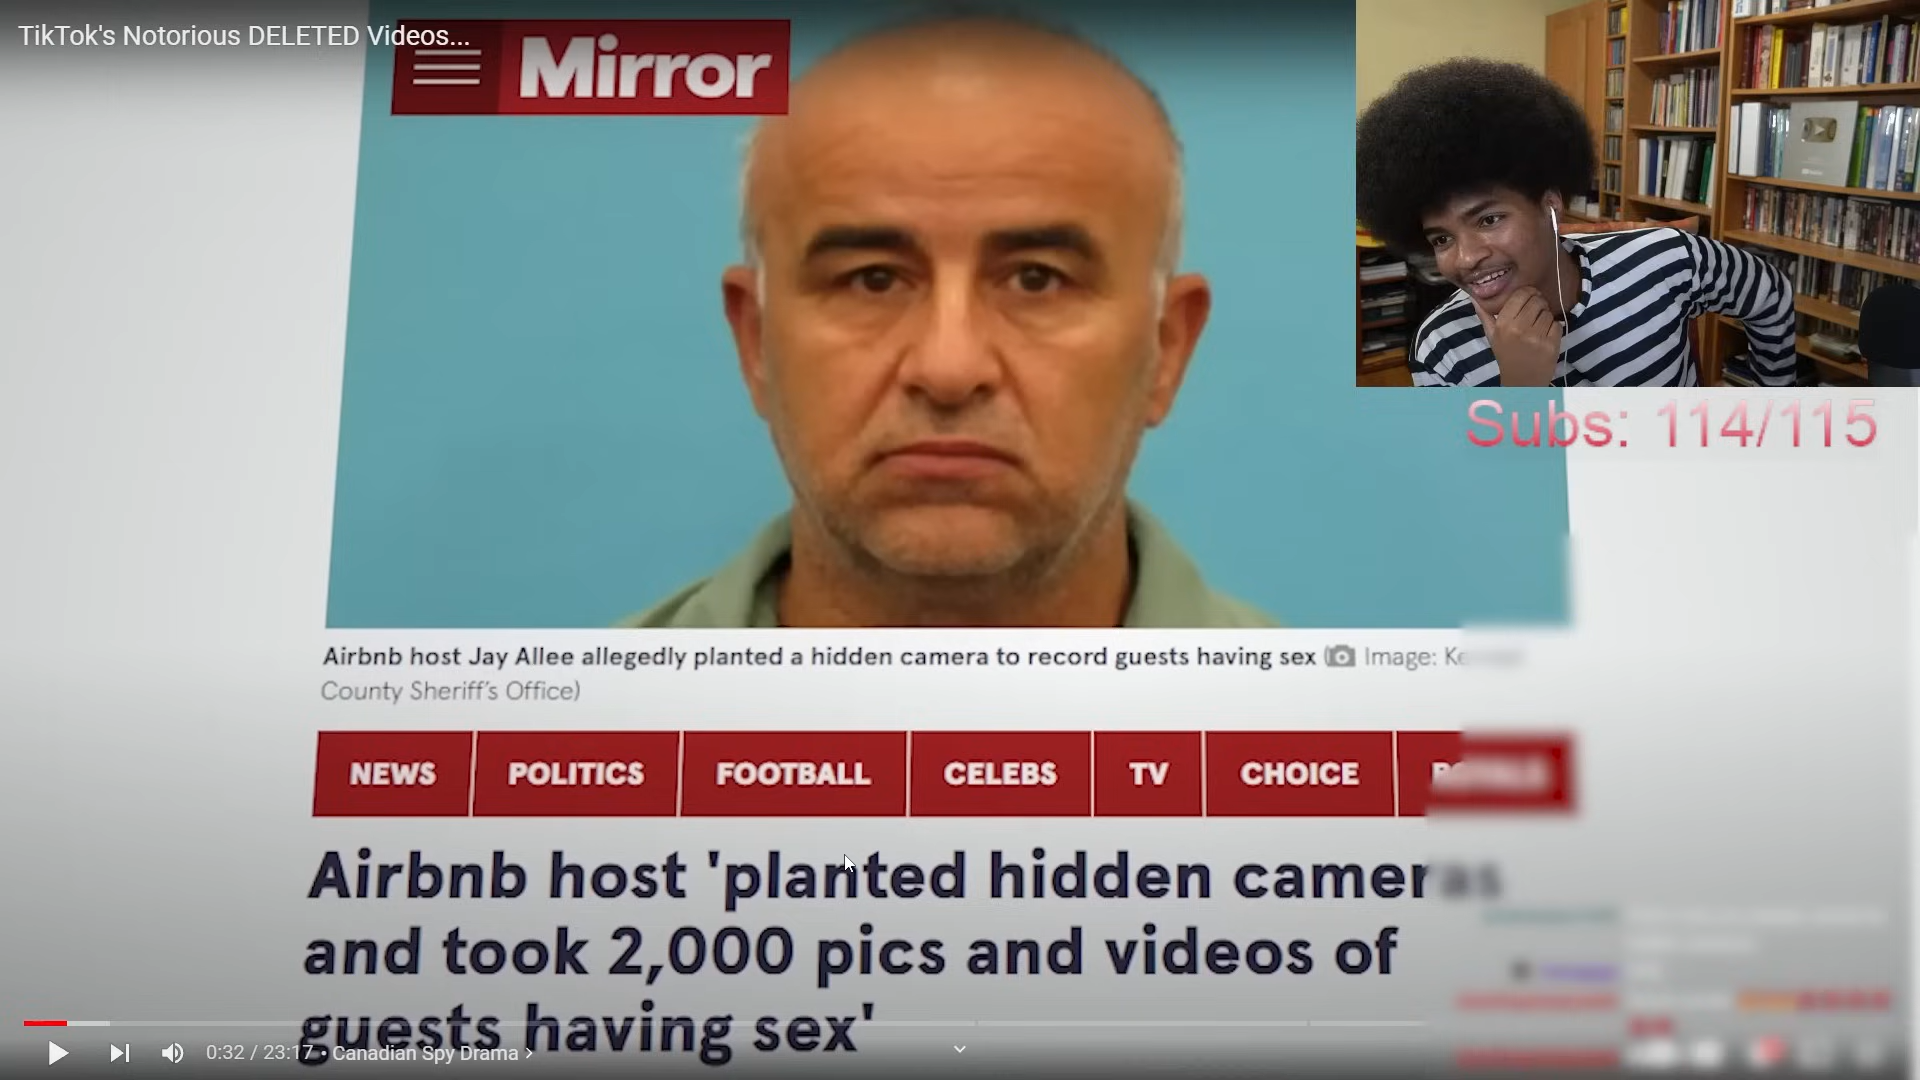 TikTok's Notorious DELETED Videos...
Mirror
Subs: 114/115
Airbnb host Jay Allee allegedly planted a hidden camera to record guests having sex ( Image:
County Sheriff's Office)
NEWS POLITICS FOOTBALL CELEBS TV CHOICE
Airbnb host 'planted hidden cameras
and took 2,000 pics and videos of
guests having sex'
0:32 / 23:17 • Canadian Spy Drama >